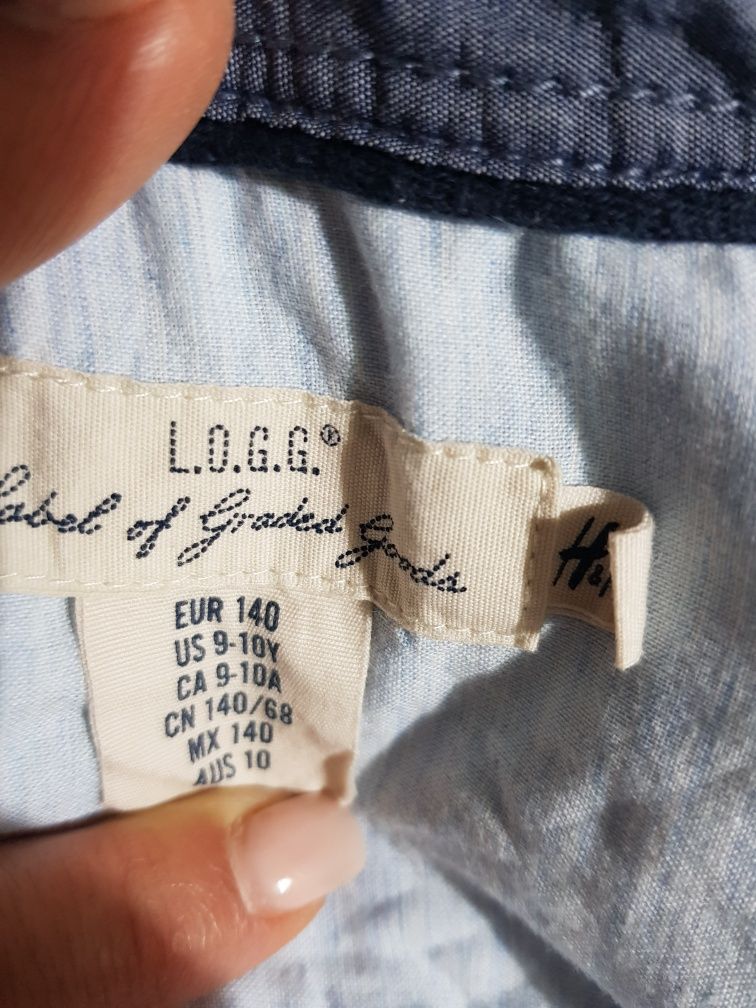 L.O.G.G.®
Label of Graded Goods
H&
EUR 140
US 9-10Y
CA 9-10A
CN 140/68
MX 140
AUS 10